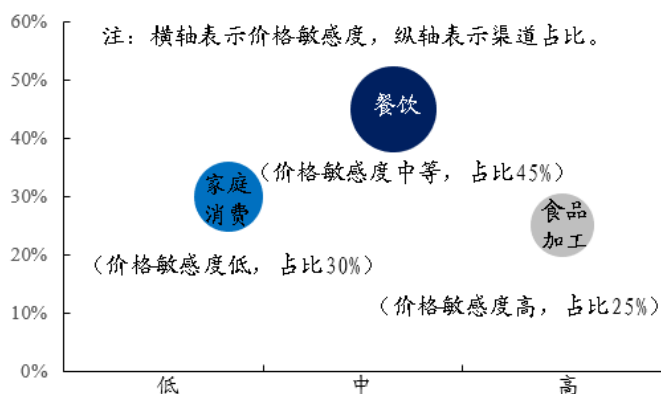 注：横轴表示价格敏感度，纵轴表示渠道占比。
60%
50%
40%
30%
20%
10%
0%
餐饮
（价格敏感度中等，占比45%）
家庭
消费
（价格敏感度低，占比30%）
食品
加工
（价格敏感度高，占比25%）
低
中
高